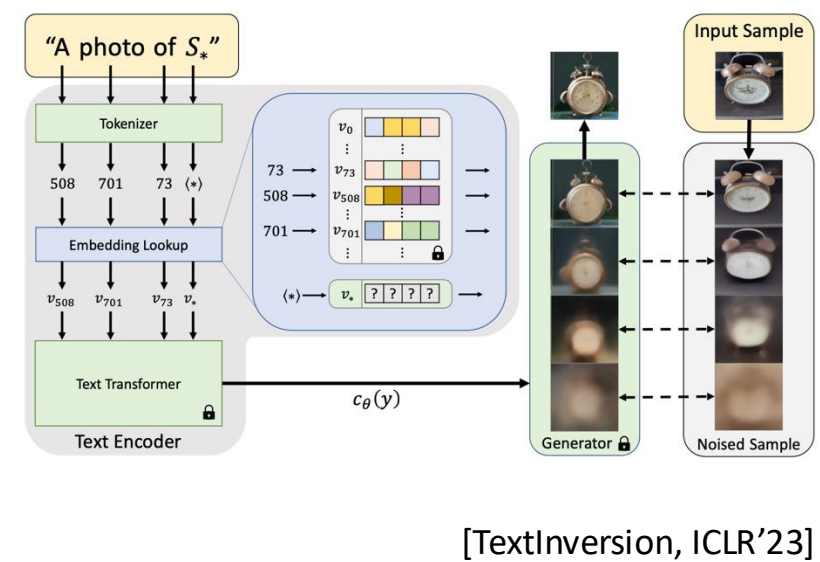 “A photo of S*”
Input Sample
Tokenizer
508 701 73 ⟨*⟩
Embedding Lookup
v508 v701 v73 v*
Text Transformer
Text Encoder
v0
⋮ ⋮
73 v73
508 v508
⋮ ⋮
701 v701
⋮ ⋮
⟨*⟩ v* ? ? ? ?
cθ(y)
Generator
Noised Sample
[TextInversion, ICLR’23]